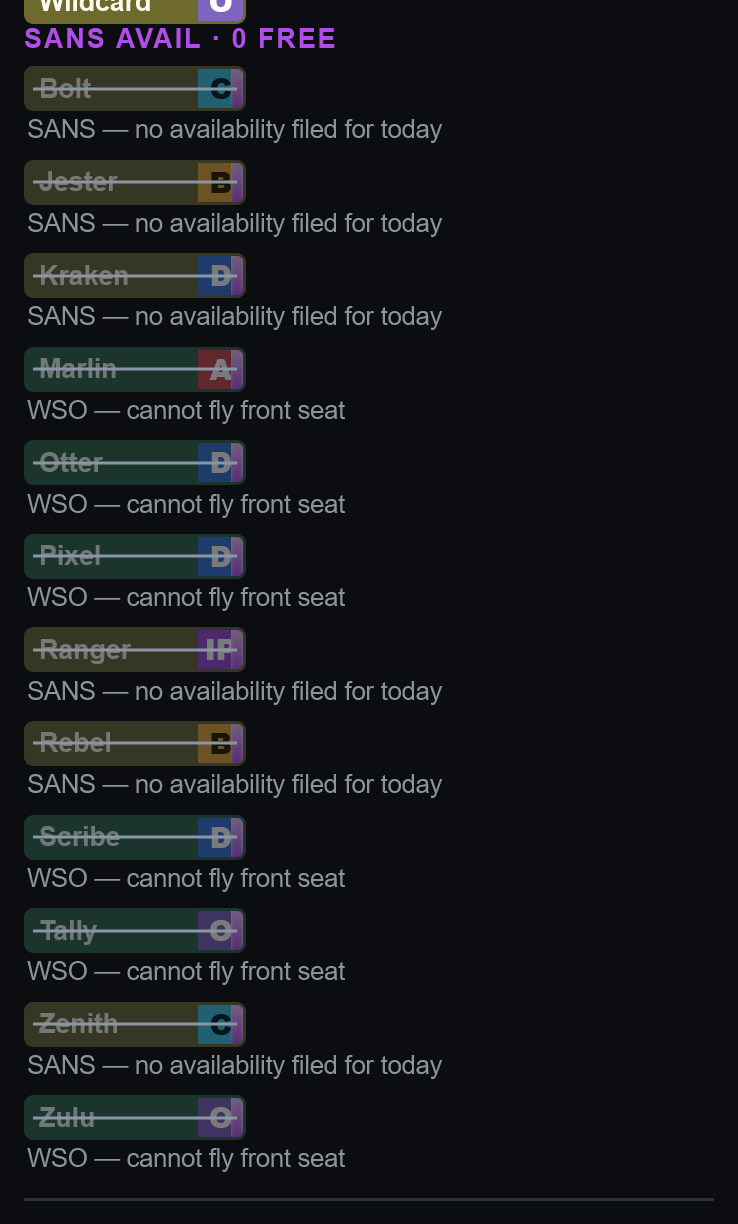 Wildcard O
SANS AVAIL · 0 FREE
Bolt C
SANS — no availability filed for today
Jester B
SANS — no availability filed for today
Kraken D
SANS — no availability filed for today
Marlin A
WSO — cannot fly front seat
Otter D
WSO — cannot fly front seat
Pixel D
WSO — cannot fly front seat
Ranger IP
SANS — no availability filed for today
Rebel B
SANS — no availability filed for today
Scribe D
WSO — cannot fly front seat
Tally O
WSO — cannot fly front seat
Zenith C
SANS — no availability filed for today
Zulu O
WSO — cannot fly front seat